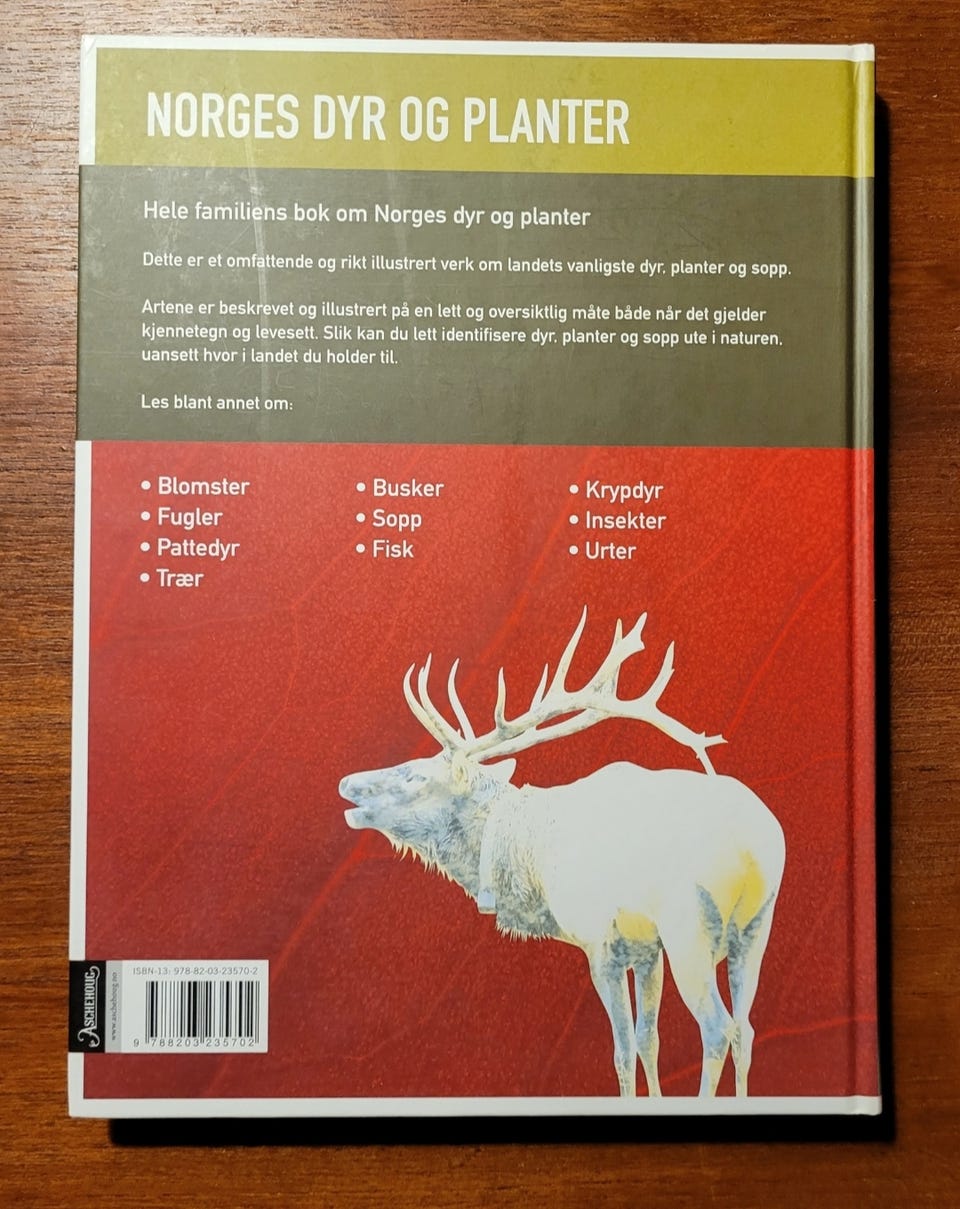 NORGES DYR OG PLANTER
Hele familiens bok om Norges dyr og planter
Dette er et omfattende og rikt illustrert verk om landets vanligste dyr, planter og sopp.
Artene er beskrevet og illustrert på en lett og oversiktlig måte både når det gjelder
kjennetegn og levesett. Slik kan du lett identifisere dyr, planter og sopp ute i naturen,
uansett hvor i landet du holder til.
Les blant annet om:
• Blomster
• Fugler
• Pattedyr
• Trær
• Busker
• Sopp
• Fisk
• Krypdyr
• Insekter
• Urter
ASCHEHOUG
www.aschehoug.no
ISBN-13: 978-82-03-23570-2
9 788203 235702